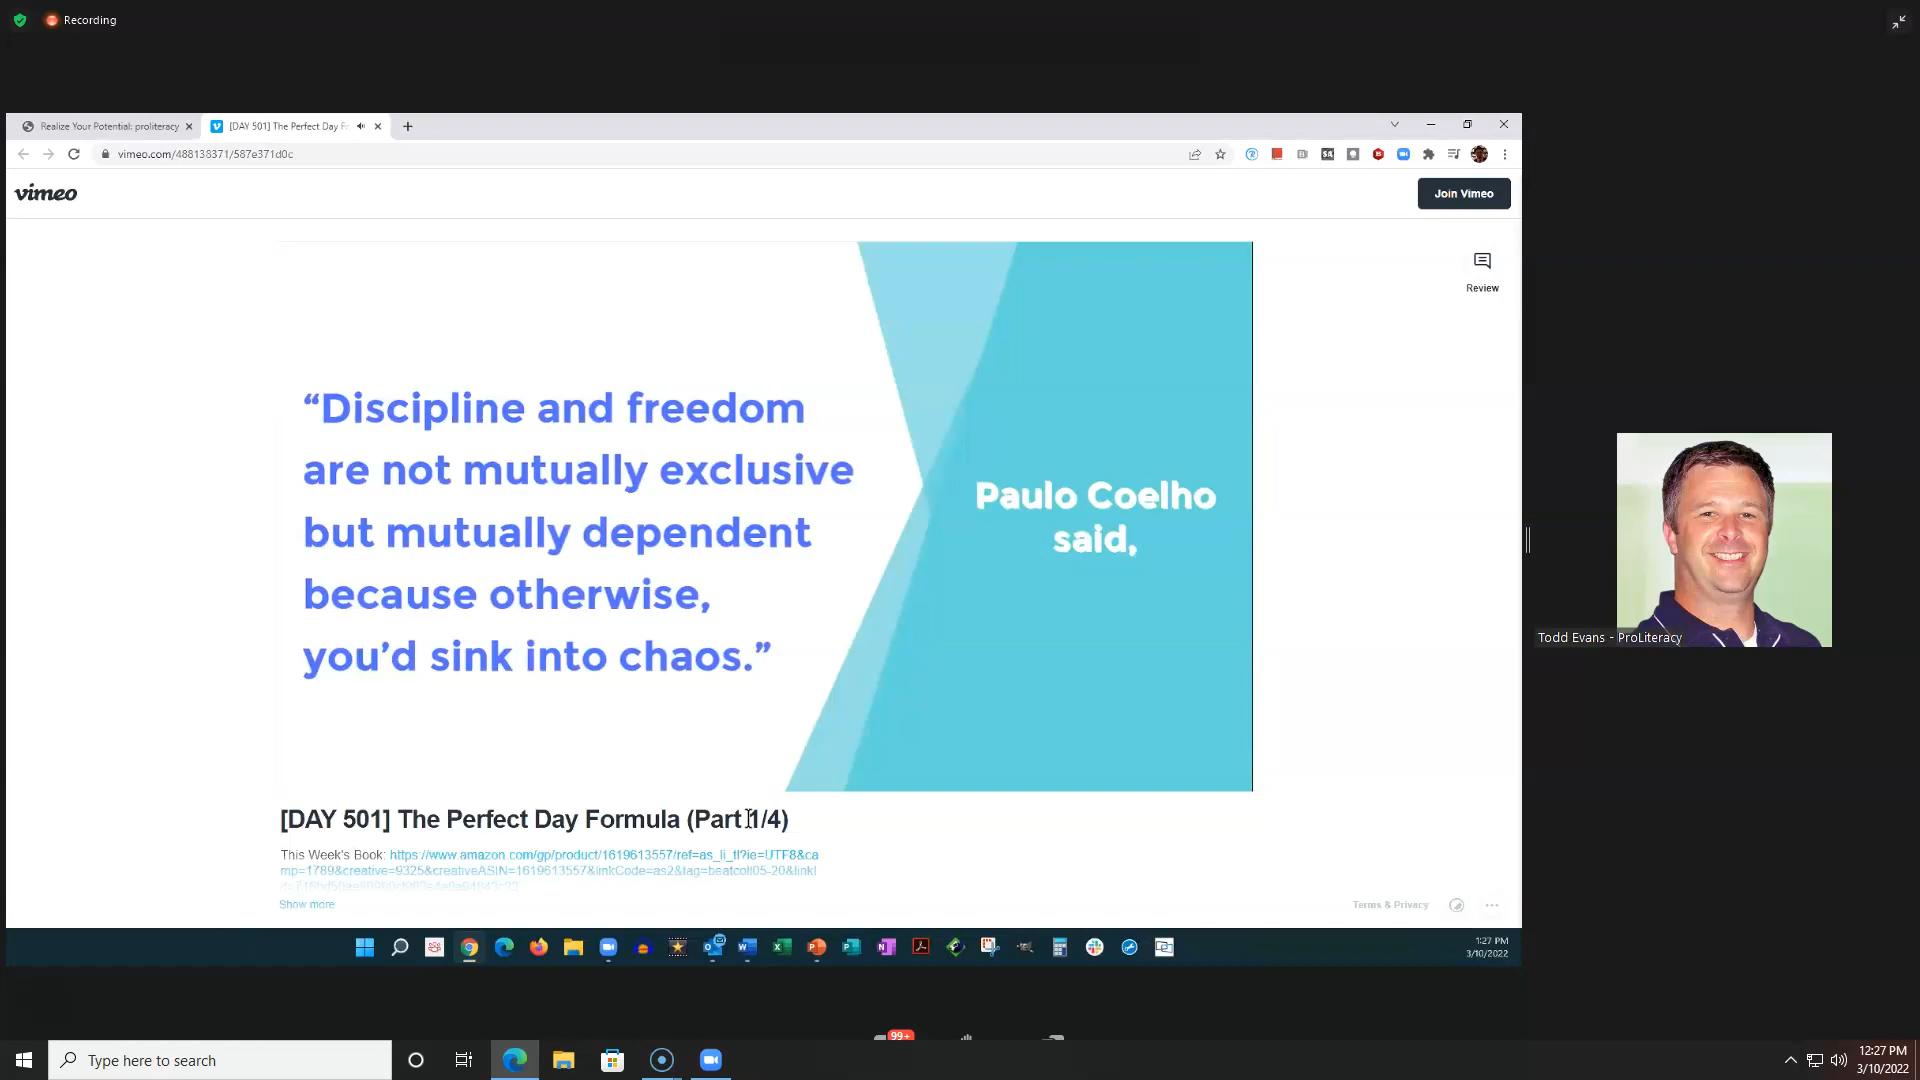 Recording
Realize Your Potential: proliteracy
[DAY 501] The Perfect Day Fo
vimeo.com/488138371/587e371d0c
vimeo
Join Vimeo
Review
“Discipline and freedom
are not mutually exclusive
but mutually dependent
because otherwise,
you’d sink into chaos.”
Paulo Coelho
said,
Todd Evans - ProLiteracy
[DAY 501] The Perfect Day Formula (Part 1/4)
This Week's Book: https://www.amazon.com/gp/product/1619613557/ref=as_li_tl?ie=UTF8&ca
mp=1789&creative=9325&creativeASIN=1619613557&linkCode=as2&tag=beatcoll05-20&linkI
Show more
Terms & Privacy
1:27 PM
3/10/2022
99+
Type here to search
12:27 PM
3/10/2022